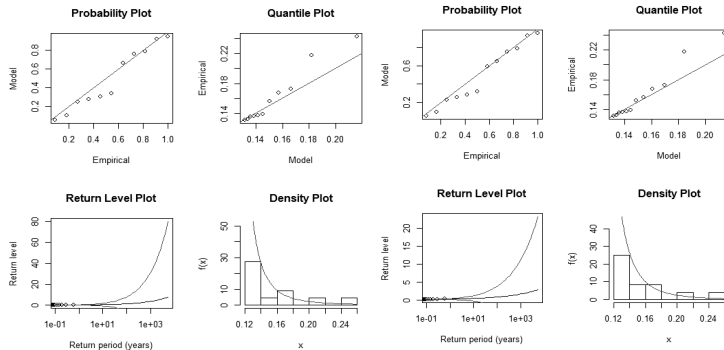 Probability Plot
Quantile Plot
Probability Plot
Quantile Plot
Model
0.2 0.4 0.6 0.8
0.2 0.4 0.6 0.8 1.0
Empirical
Empirical
0.14 0.18 0.22
0.14 0.16 0.18 0.20
Model
Model
0.2 0.4 0.6 0.8
0.2 0.4 0.6 0.8 1.0
Empirical
Empirical
0.14 0.18 0.22
0.14 0.16 0.18 0.20
Model
Return Level Plot
Density Plot
Return Level Plot
Density Plot
Return level
0 20 40 60 80
1e-01 1e+01 1e+03
Return period (years)
f(x)
0 10 30 50
0.12 0.16 0.20 0.24
x
Return level
0 5 10 15 20 25
1e-01 1e+01 1e+03
Return period (years)
f(x)
0 10 20 30 40
0.12 0.16 0.20 0.24
x